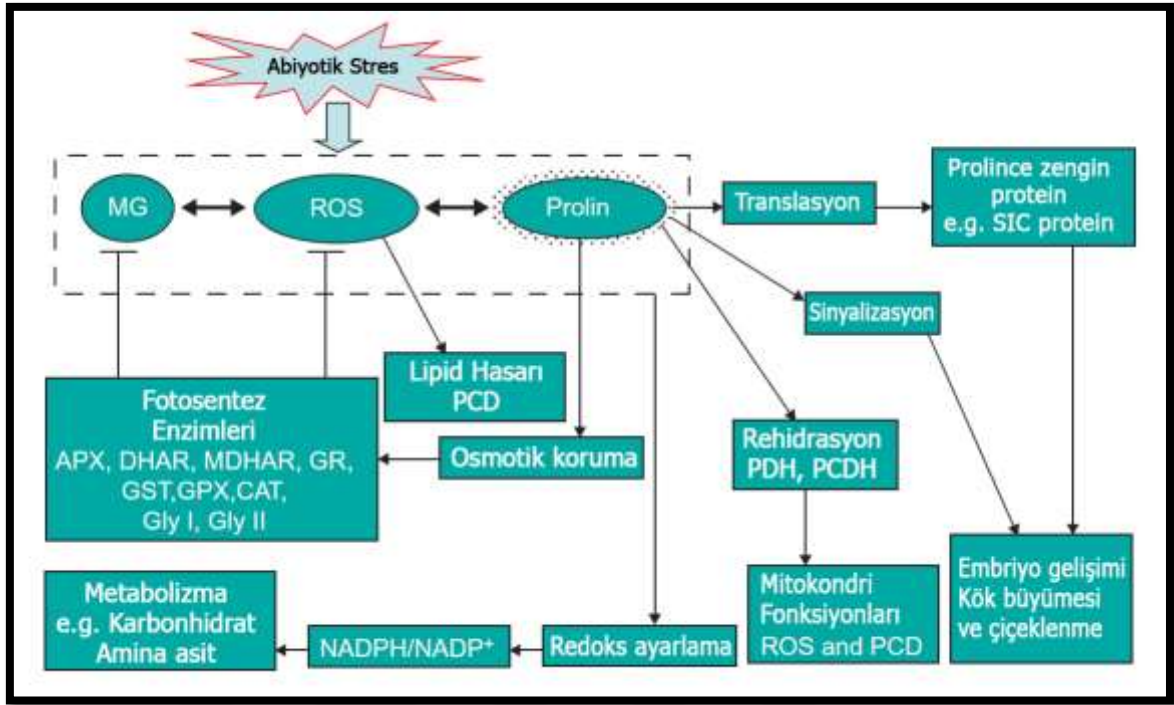 Abiyotik Stres
MG
ROS
Prolin
Translasyon
Prolince zengin
protein
e.g. SIC protein
Sinyalizasyon
Lipid Hasarı
PCD
Fotosentez
Enzimleri
APX, DHAR, MDHAR, GR,
GST,GPX,CAT,
Gly I, Gly II
Osmotik koruma
Rehidrasyon
PDH, PCDH
Mitokondri
Fonksiyonları
ROS and PCD
Embriyo gelişimi
Kök büyümesi
ve çiçeklenme
Metabolizma
e.g. Karbonhidrat
Amina asit
NADPH/NADP⁺
Redoks ayarlama